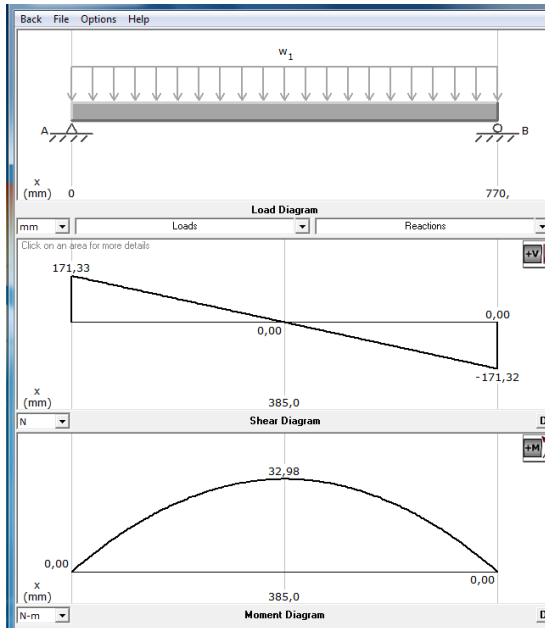 Back File Options Help
w1
A
B
x
(mm) 0 770,
Load Diagram
mm Loads Reactions
Click on an area for more details
+V
171,33
0,00
0,00
-171,32
x
(mm) 385,0
N Shear Diagram D
+M
32,98
0,00
0,00
x
(mm) 385,0
N-m Moment Diagram D